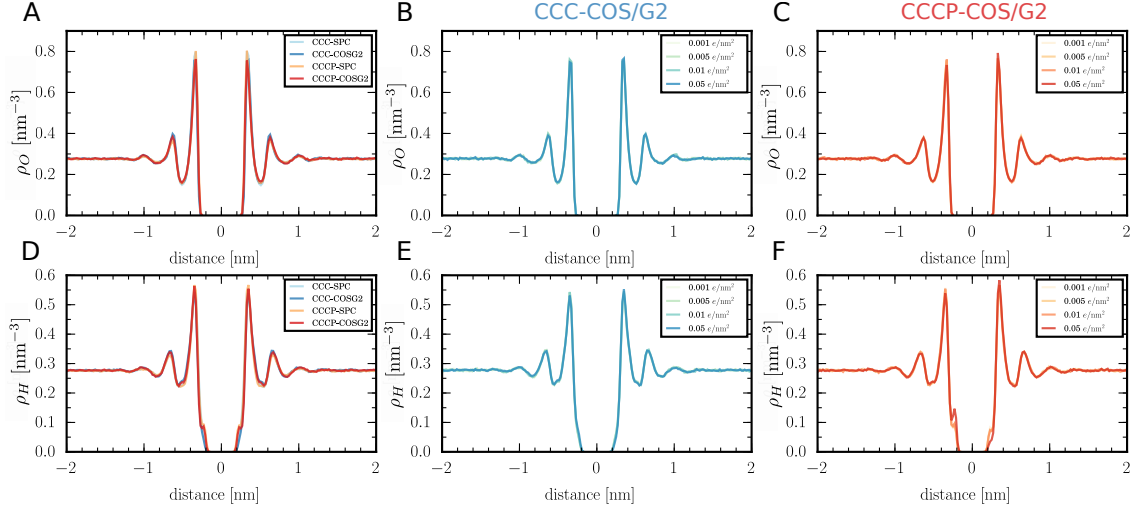 A
B
CCC-COS/G2
C
CCCP-COS/G2
CCC-SPC
CCC-COSG2
CCCP-SPC
CCCP-COSG2
ρO [nm−3]
0.8
0.6
0.4
0.2
0.0
−2 −1 0 1 2
distance [nm]
0.001 e/nm²
0.005 e/nm²
0.01 e/nm²
0.05 e/nm²
ρO [nm−3]
0.8
0.6
0.4
0.2
0.0
−2 −1 0 1 2
distance [nm]
0.001 e/nm²
0.005 e/nm²
0.01 e/nm²
0.05 e/nm²
ρO [nm−3]
0.8
0.6
0.4
0.2
0.0
−2 −1 0 1 2
distance [nm]
D
CCC-SPC
CCC-COSG2
CCCP-SPC
CCCP-COSG2
ρH [nm−3]
0.6
0.5
0.4
0.3
0.2
0.1
0.0
−2 −1 0 1 2
distance [nm]
E
0.001 e/nm²
0.005 e/nm²
0.01 e/nm²
0.05 e/nm²
ρH [nm−3]
0.6
0.5
0.4
0.3
0.2
0.1
0.0
−2 −1 0 1 2
distance [nm]
F
0.001 e/nm²
0.005 e/nm²
0.01 e/nm²
0.05 e/nm²
ρH [nm−3]
0.6
0.5
0.4
0.3
0.2
0.1
0.0
−2 −1 0 1 2
distance [nm]